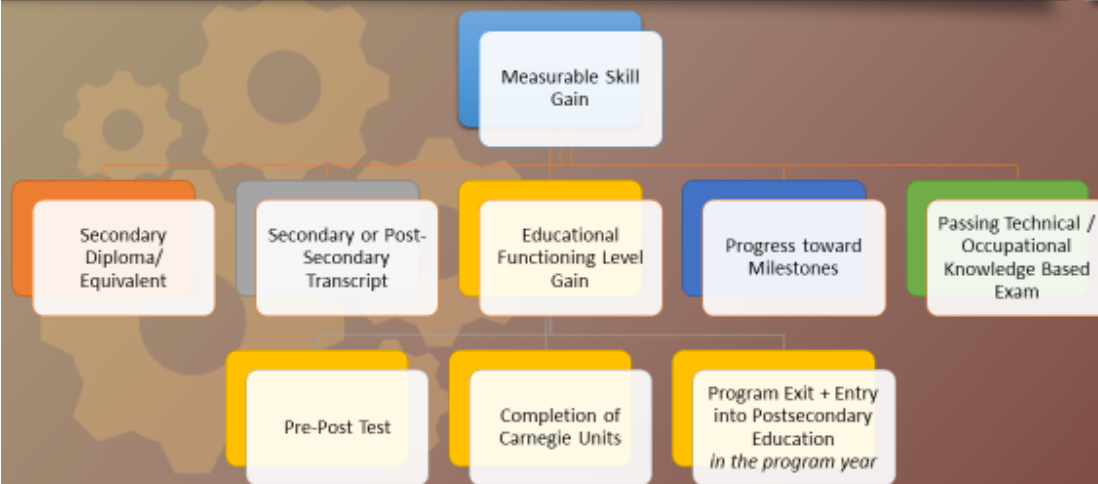 Measurable Skill
Gain
Secondary
Diploma/
Equivalent
Secondary or Post-
Secondary
Transcript
Educational
Functioning Level
Gain
Progress toward
Milestones
Passing Technical /
Occupational
Knowledge Based
Exam
Pre-Post Test
Completion of
Carnegie Units
Program Exit + Entry
into Postsecondary
Education
in the program year